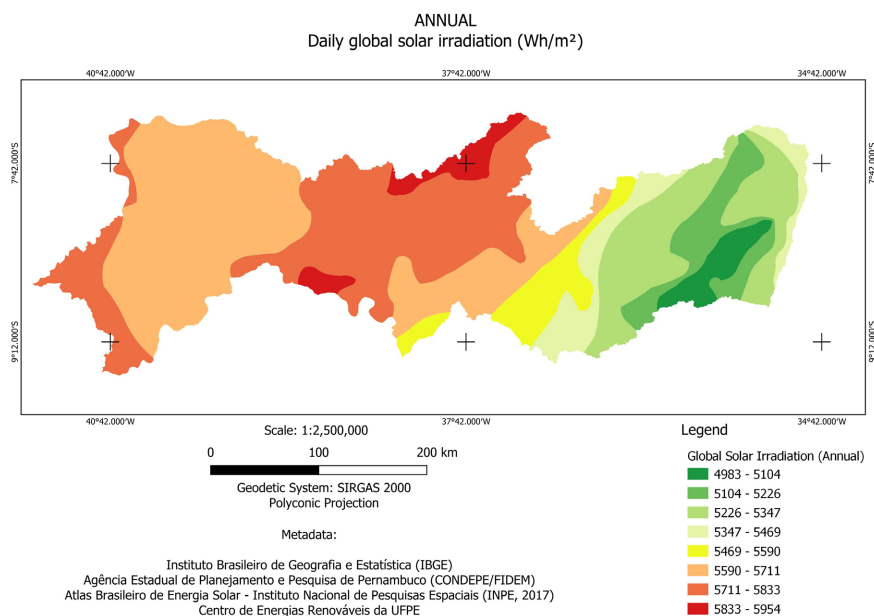 ANNUAL
Daily global solar irradiation (Wh/m²)
40°42.000'W 37°42.000'W 34°42.000'W
7°42.000'S 7°42.000'S
9°12.000'S 9°12.000'S
40°42.000'W 37°42.000'W 34°42.000'W
Scale: 1:2,500,000
0 100 200 km
Geodetic System: SIRGAS 2000
Polyconic Projection
Metadata:
Instituto Brasileiro de Geografia e Estatística (IBGE)
Agência Estadual de Planejamento e Pesquisa de Pernambuco (CONDEPE/FIDEM)
Atlas Brasileiro de Energia Solar - Instituto Nacional de Pesquisas Espaciais (INPE, 2017)
Centro de Energias Renováveis da UFPE
Legend
Global Solar Irradiation (Annual)
4983 - 5104
5104 - 5226
5226 - 5347
5347 - 5469
5469 - 5590
5590 - 5711
5711 - 5833
5833 - 5954